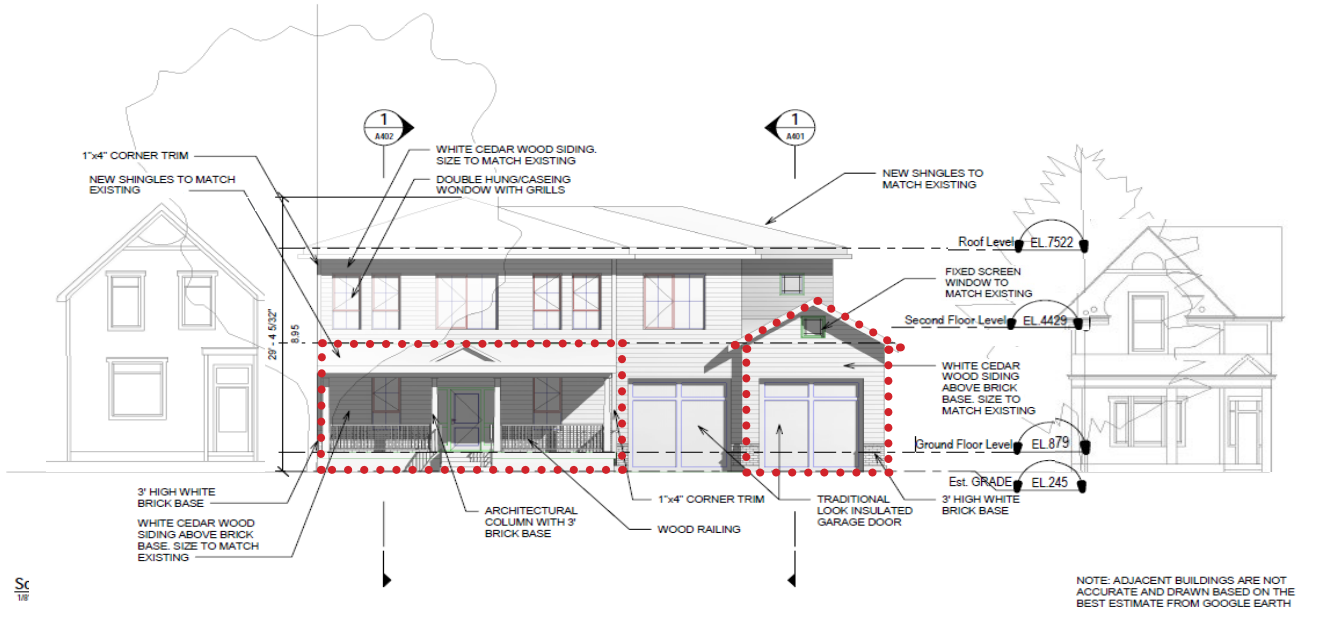 1
A402
1
A401
1"x4" CORNER TRIM
NEW SHINGLES TO MATCH
EXISTING
WHITE CEDAR WOOD SIDING.
SIZE TO MATCH EXISTING
DOUBLE HUNG/CASEING
WONDOW WITH GRILLS
NEW SHNGLES TO
MATCH EXISTING
Roof Level
EL.7522
FIXED SCREEN
WINDOW TO
MATCH EXISTING
Second Floor Level
EL.4429
29' - 4 5/32"
8.95
WHITE CEDAR
WOOD SIDING
ABOVE BRICK
BASE. SIZE TO
MATCH EXISTING
Ground Floor Level
EL.879
Est. GRADE
EL.245
3' HIGH WHITE
BRICK BASE
WHITE CEDAR WOOD
SIDING ABOVE BRICK
BASE. SIZE TO MATCH
EXISTING
ARCHITECTURAL
COLUMN WITH 3'
BRICK BASE
1"x4" CORNER TRIM
WOOD RAILING
TRADITIONAL
LOOK INSULATED
GARAGE DOOR
3' HIGH WHITE
BRICK BASE
NOTE: ADJACENT BUILDINGS ARE NOT
ACCURATE AND DRAWN BASED ON THE
BEST ESTIMATE FROM GOOGLE EARTH